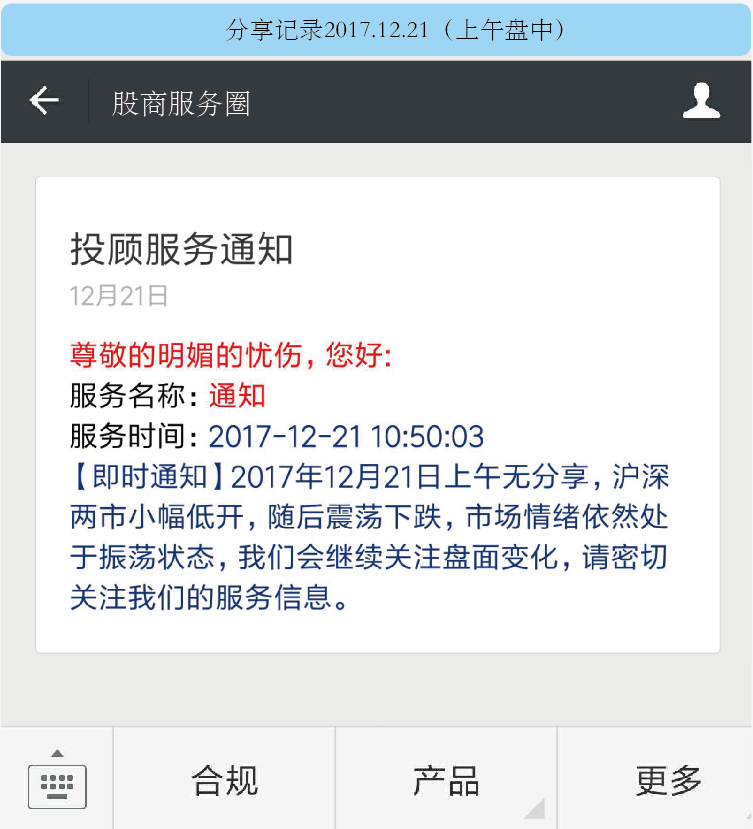 分享记录2017.12.21（上午盘中）
股商服务圈
投顾服务通知
12月21日
尊敬的明媚的忧伤，您好:
服务名称：通知
服务时间：2017-12-21 10:50:03
【即时通知】2017年12月21日上午无分享，沪深
两市小幅低开，随后震荡下跌，市场情绪依然处
于振荡状态，我们会继续关注盘面变化，请密切
关注我们的服务信息。
合规
产品
更多